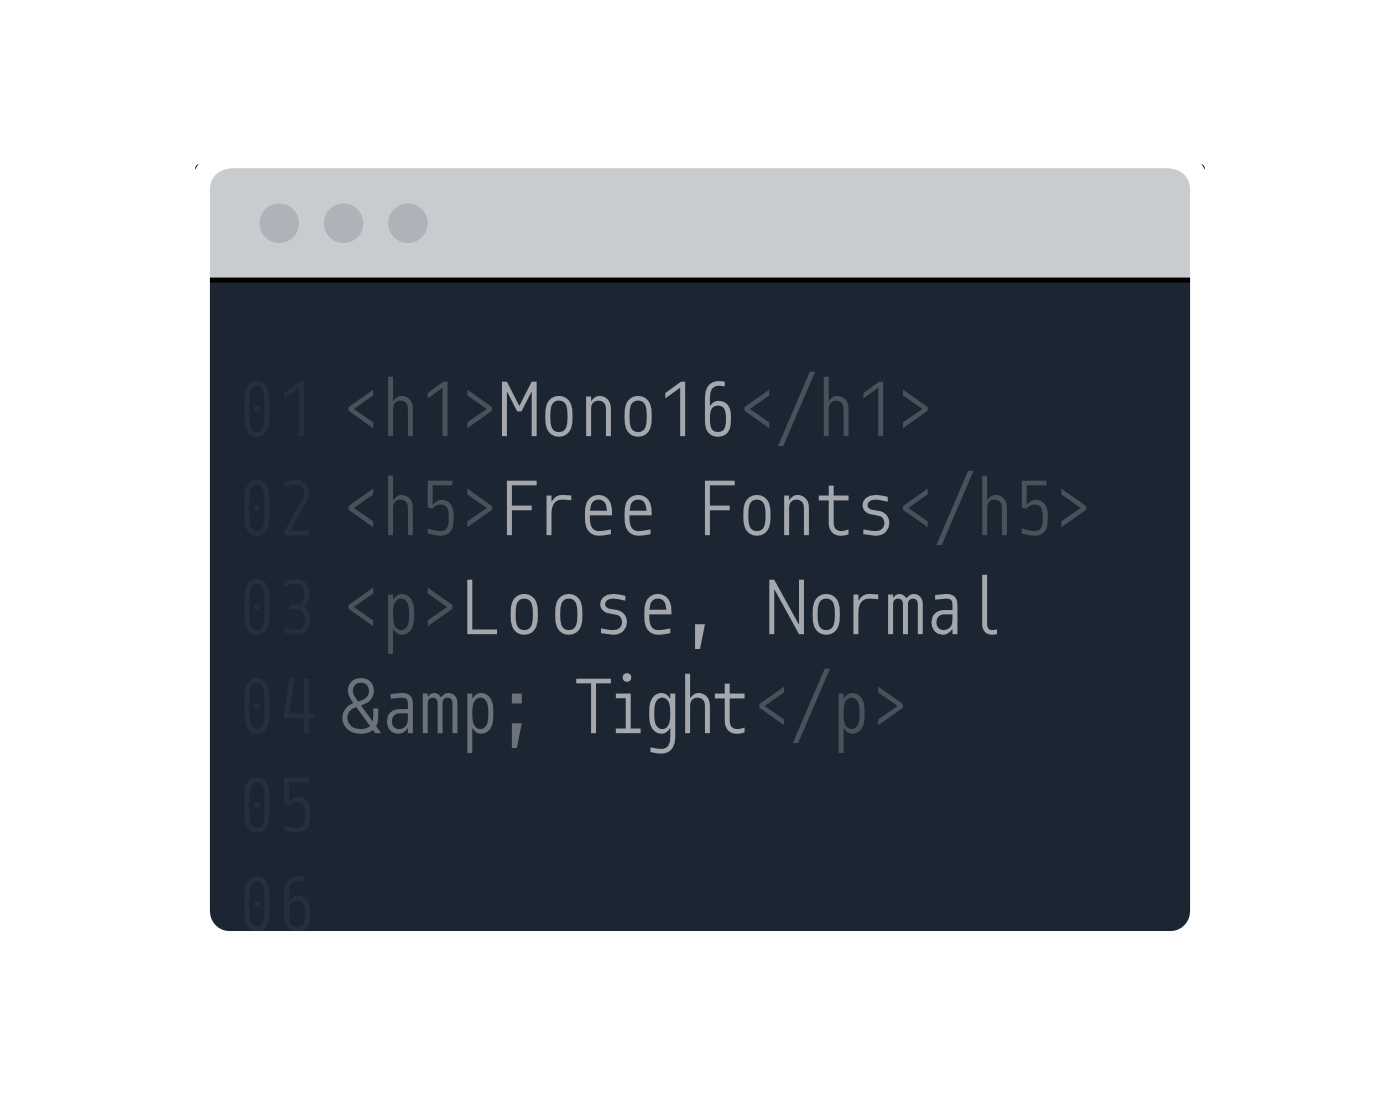 01 <h1>Mono16</h1>
02 <h5>Free Fonts</h5>
03 <p>Loose, Normal
04 &amp; Tight</p>
05
06